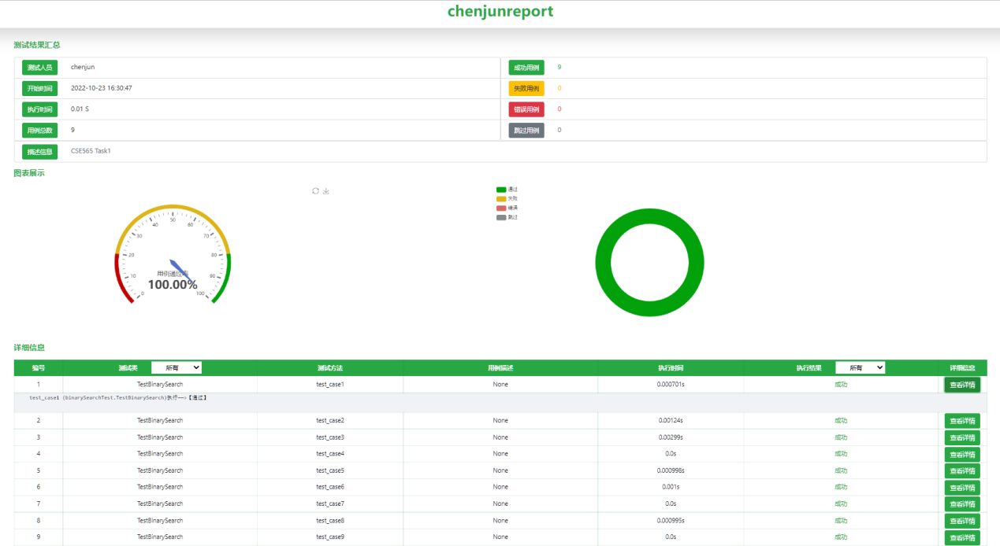 chenjunreport
测试结果汇总
测试人员 chenjun 成功用例 9
开始时间 2022-10-23 16:30:47 失败用例 0
执行时间 0.01 S 错误用例 0
用例总数 9 跳过用例 0
描述信息 CSE565 Task1
图表展示
通过
失败
错误
跳过
0 10 20 30 40 50 60 70 80 90 100
用例通过率
100.00%
详细信息
编号 测试类 所有 测试方法 用例描述 执行时间 执行结果 所有 详细信息
1 TestBinarySearch test_case1 None 0.000701s 成功 查看详情
test_case1 (binarySearchTest.TestBinarySearch)执行—>【通过】
2 TestBinarySearch test_case2 None 0.00124s 成功 查看详情
3 TestBinarySearch test_case3 None 0.00299s 成功 查看详情
4 TestBinarySearch test_case4 None 0.0s 成功 查看详情
5 TestBinarySearch test_case5 None 0.000998s 成功 查看详情
6 TestBinarySearch test_case6 None 0.001s 成功 查看详情
7 TestBinarySearch test_case7 None 0.0s 成功 查看详情
8 TestBinarySearch test_case8 None 0.000995s 成功 查看详情
9 TestBinarySearch test_case9 None 0.0s 成功 查看详情